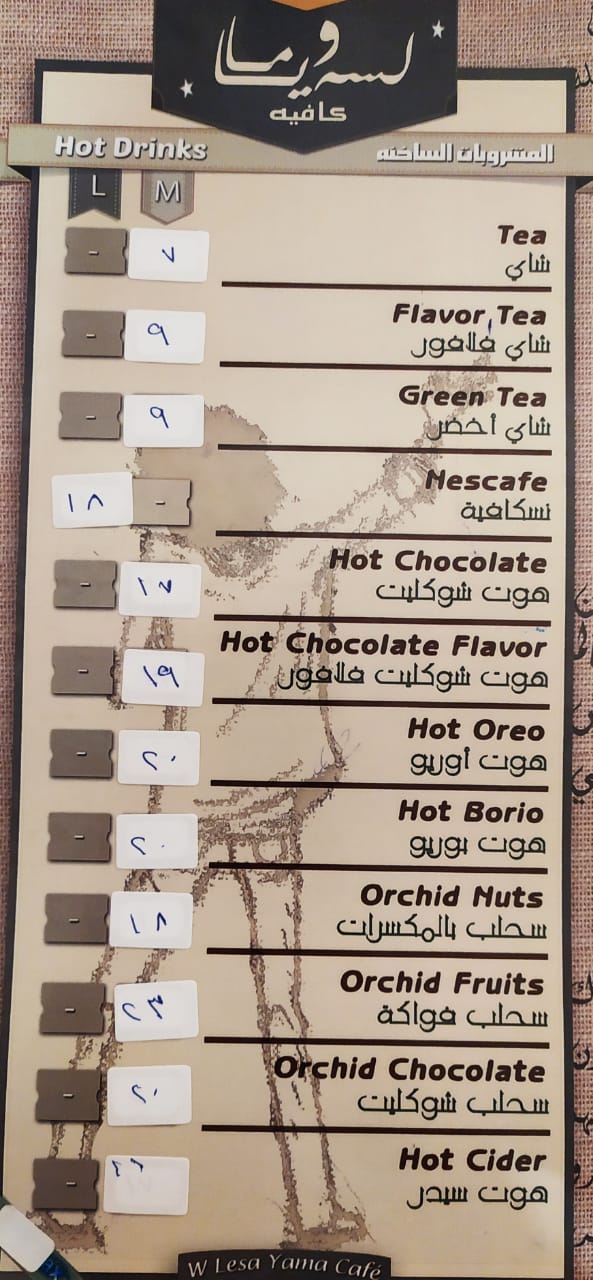 لسه وياما
كافيه
Hot Drinks المشروبات الساخنه
L M
Tea
- ٧
شاي
Flavor Tea
- ٩
شاي فلافور
Green Tea
- ٩
شاي أخضر
Nescafe
١٨ -
نسكافية
Hot Chocolate
- ١٧
هوت شوكليت
Hot Chocolate Flavor
- ١٩
هوت شوكليت فلافور
Hot Oreo
- ٢٠
هوت أوريو
Hot Borio
- ٢٠
هوت بوريو
Orchid Nuts
- ١٨
سحلب بالمكسرات
Orchid Fruits
- ٢٣
سحلب فواكة
Orchid Chocolate
- ٢٠
سحلب شوكليت
Hot Cider
-
هوت سيدر
W Lesa Yama Café